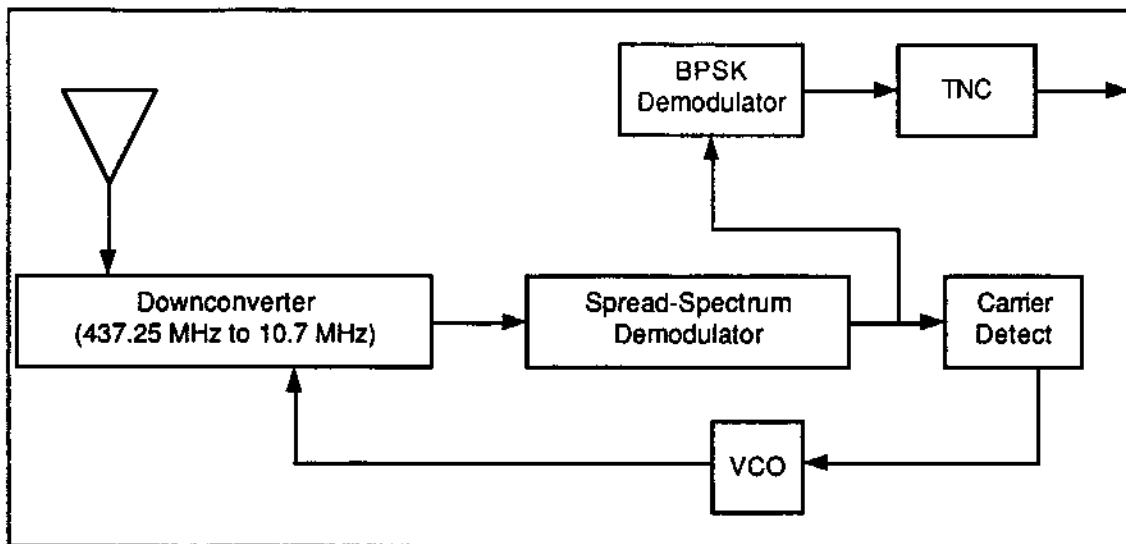 BPSK
Demodulator
TNC
Downconverter
(437.25 MHz to 10.7 MHz)
Spread-Spectrum
Demodulator
Carrier
Detect
VCO